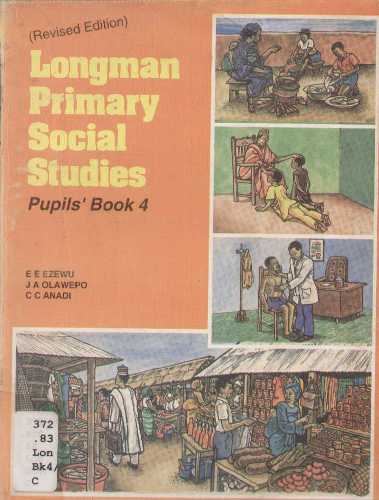 (Revised Edition)
Longman
Primary
Social
Studies
Pupils' Book 4
E E EZEWU
J A OLAWEPO
C C ANADI
372
.83
Lon
Bk4/
C